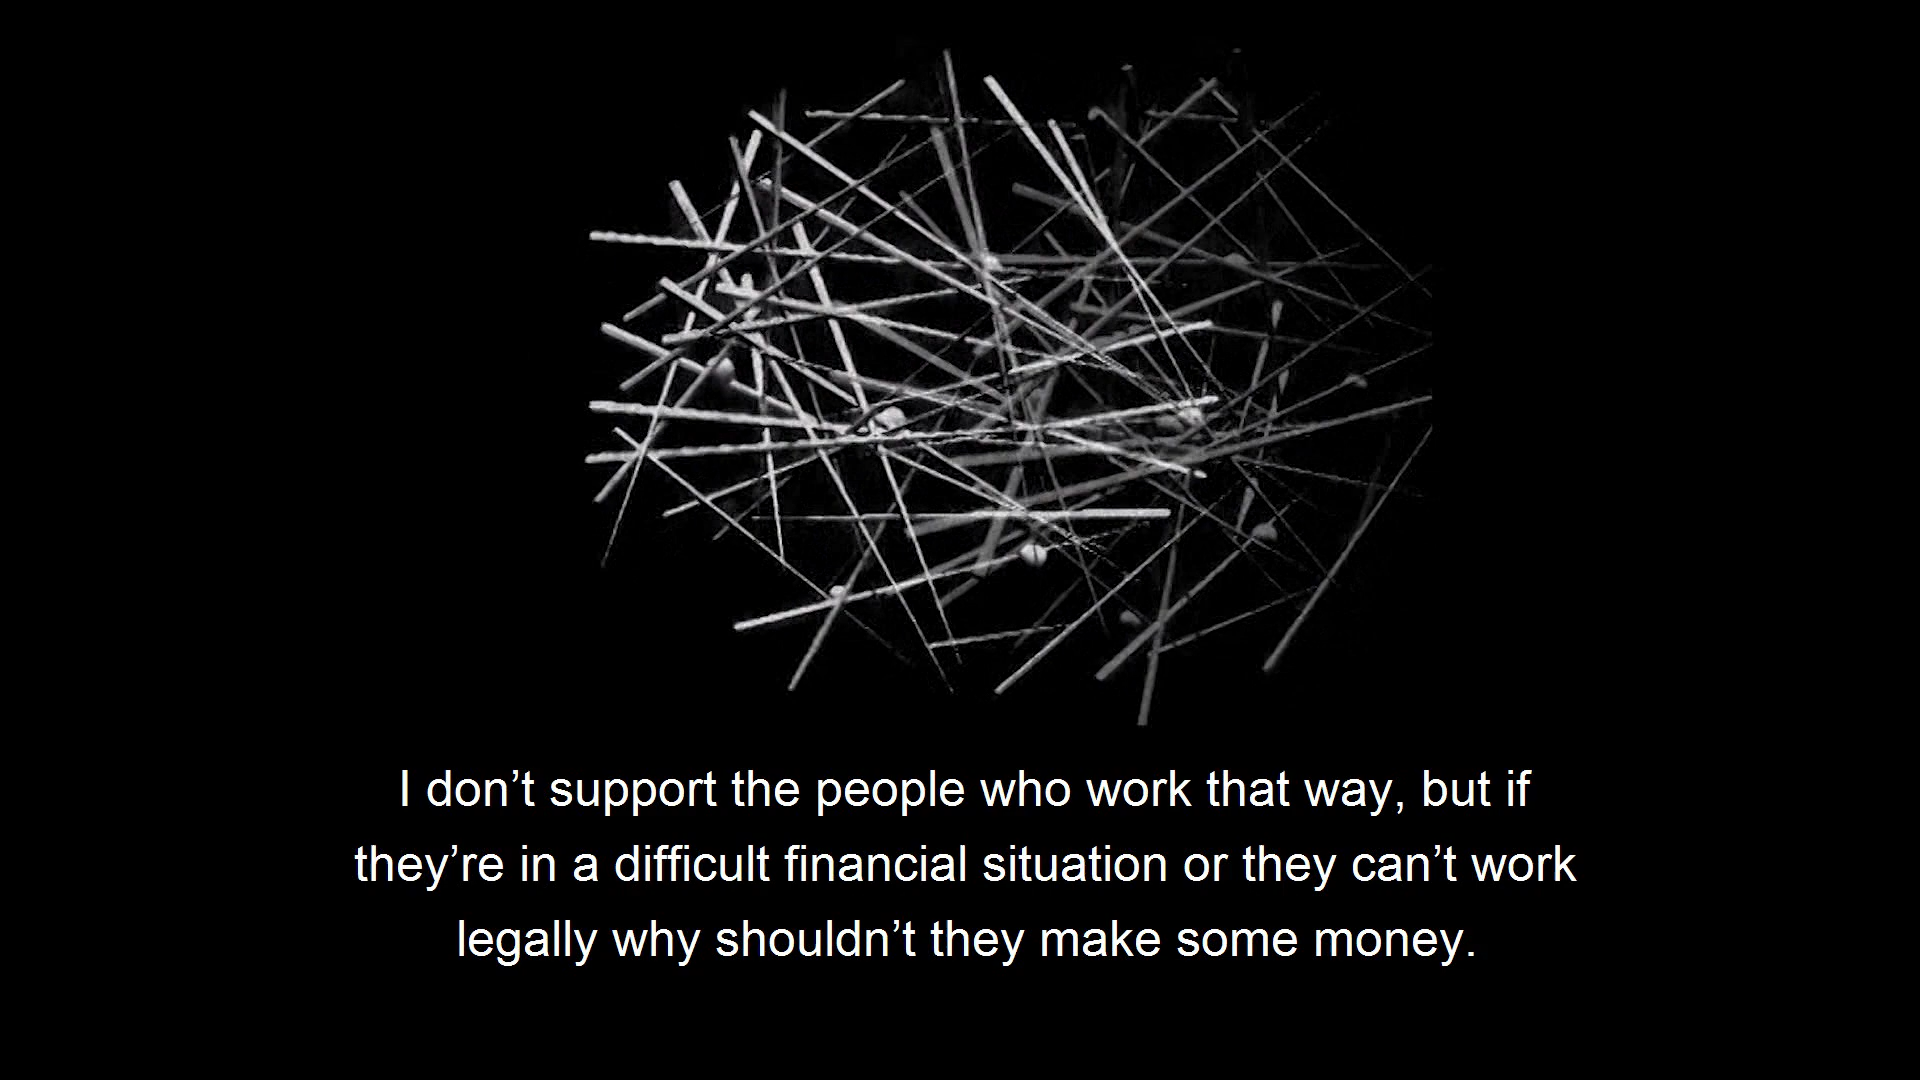 I don’t support the people who work that way, but if
they’re in a difficult financial situation or they can’t work
legally why shouldn’t they make some money.